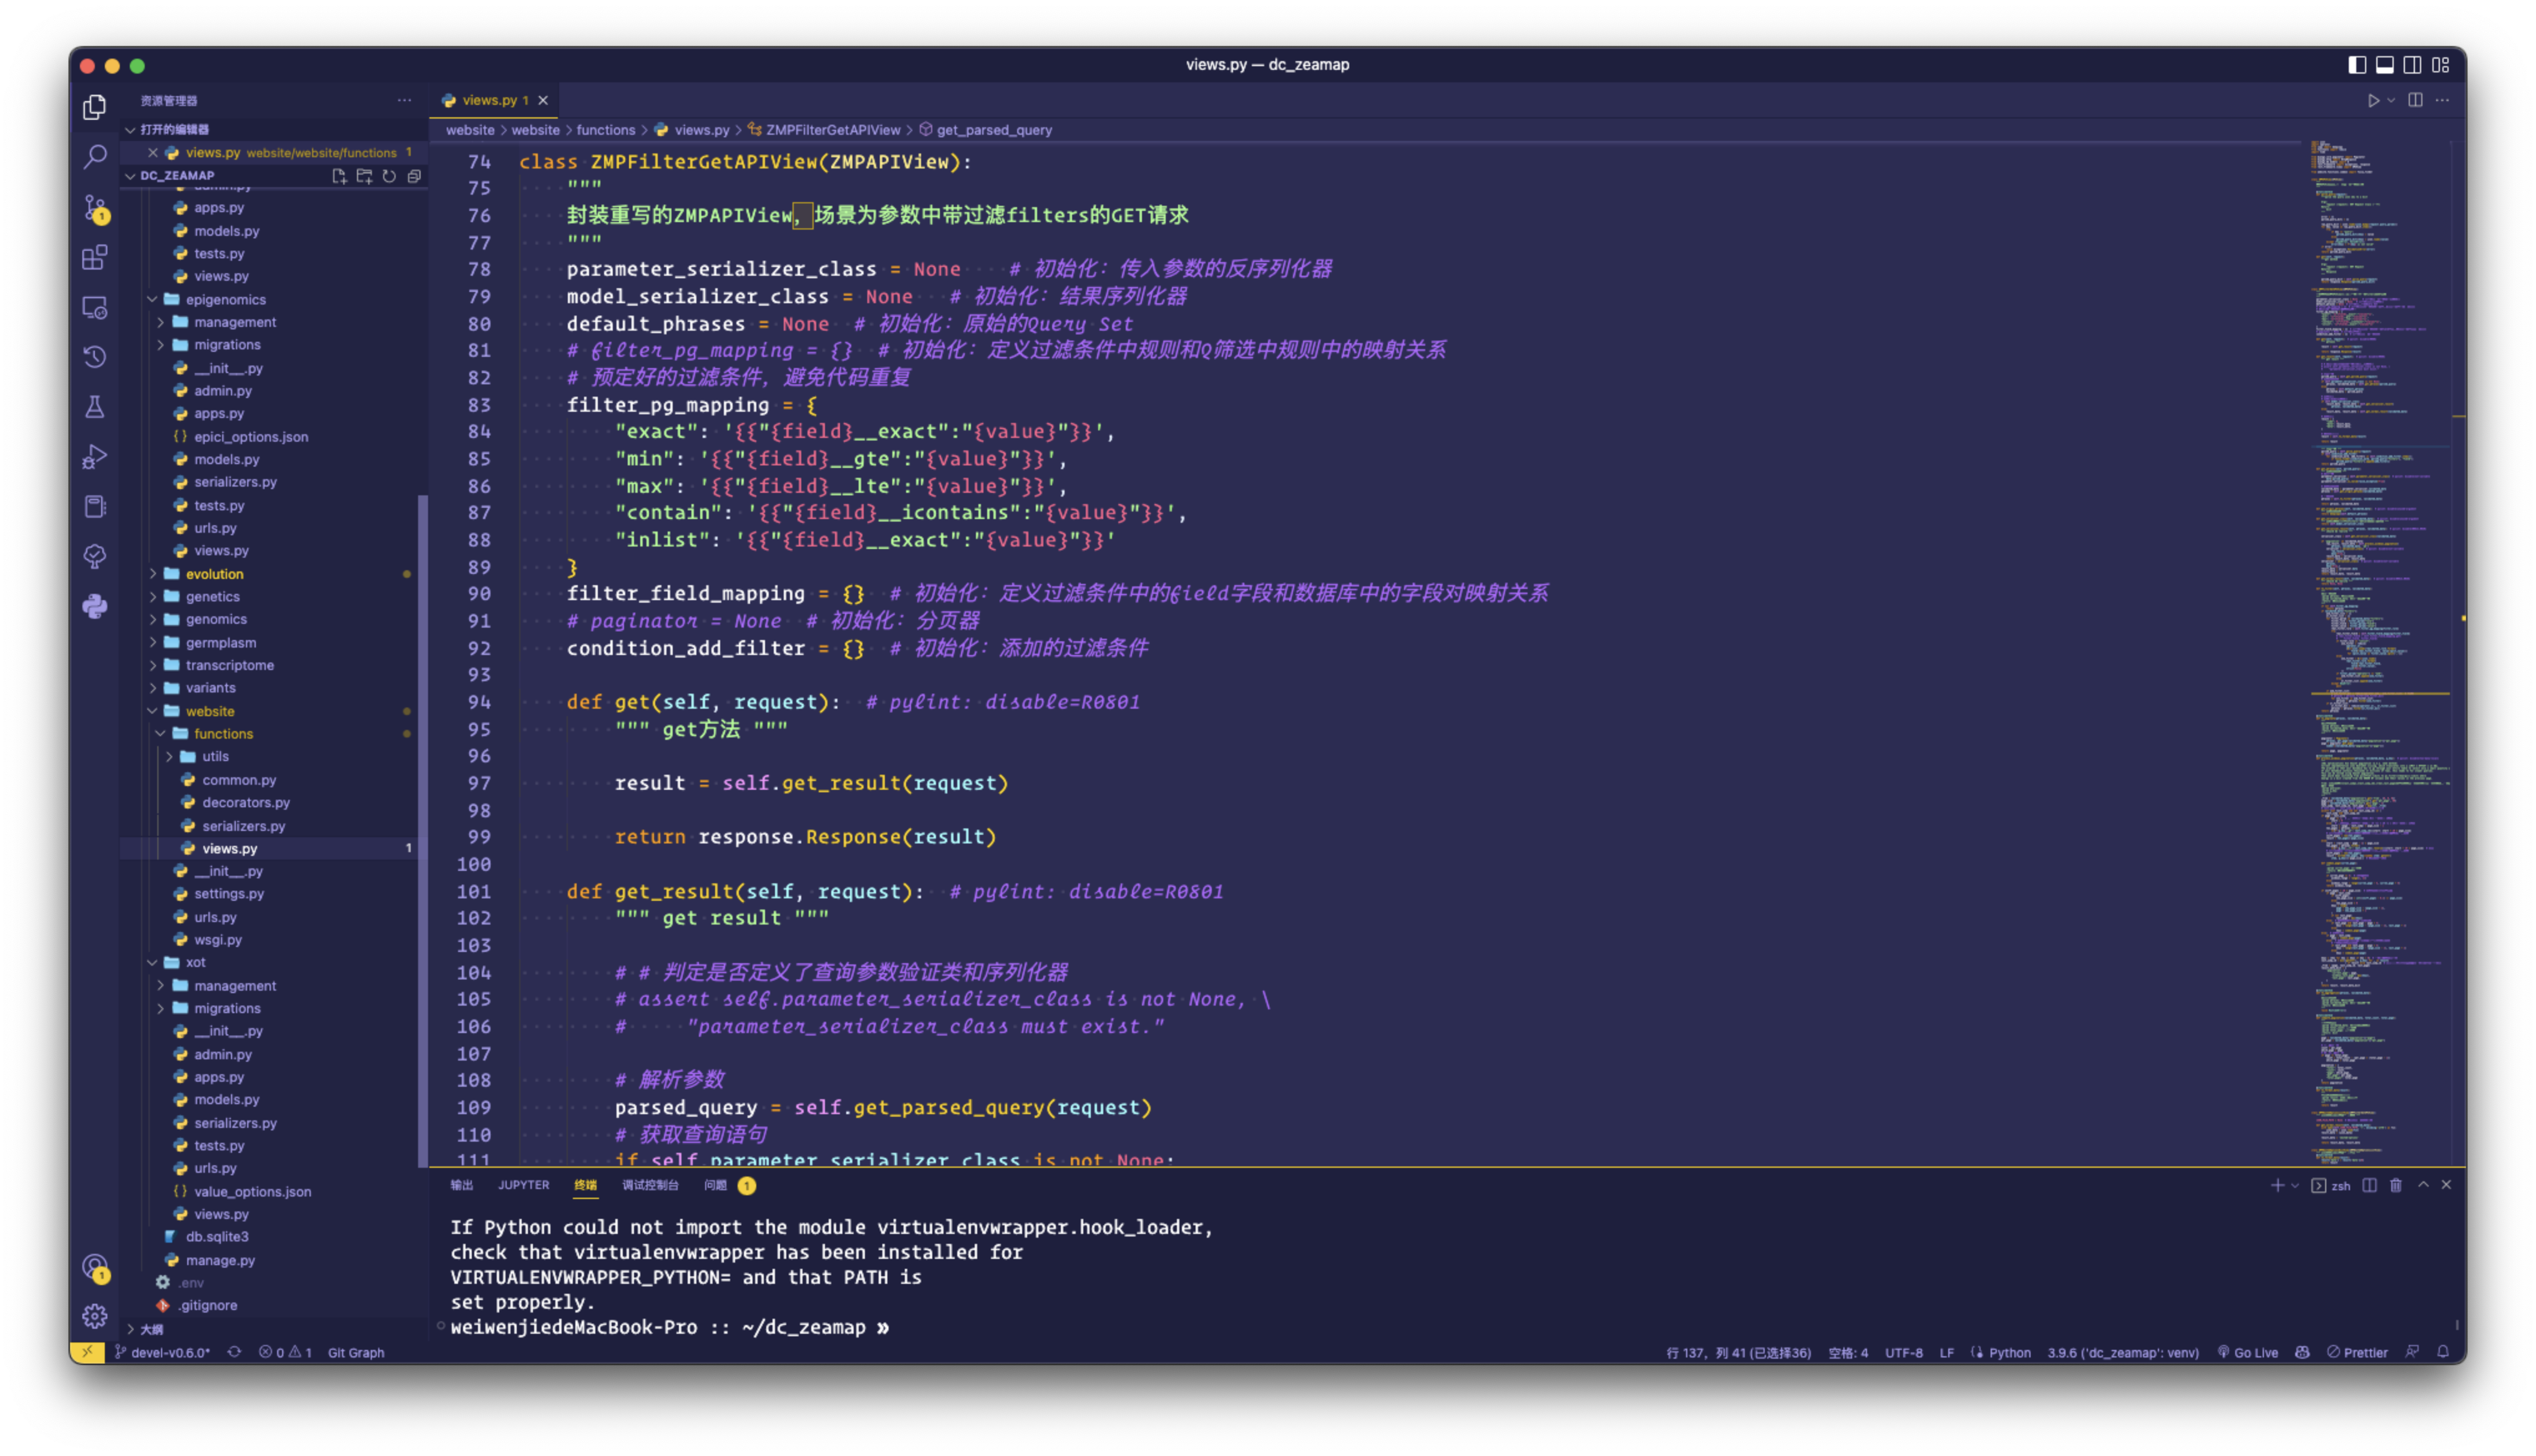 views.py — dc_zeamap
资源管理器
打开的编辑器
views.py website/website/functions 1
DC_ZEAMAP
admin.py
apps.py
models.py
tests.py
views.py
epigenomics
management
migrations
__init__.py
admin.py
apps.py
epici_options.json
models.py
serializers.py
tests.py
urls.py
views.py
evolution
genetics
genomics
germplasm
transcriptome
variants
website
functions
utils
common.py
decorators.py
serializers.py
views.py 1
__init__.py
settings.py
urls.py
wsgi.py
xot
management
migrations
__init__.py
admin.py
apps.py
models.py
serializers.py
tests.py
urls.py
value_options.json
views.py
db.sqlite3
manage.py
.env
.gitignore
大纲
views.py 1
website > website > functions > views.py > ZMPFilterGetAPIView > get_parsed_query
74 class ZMPFilterGetAPIView(ZMPAPIView):
75     """
76     封装重写的ZMPAPIView，场景为参数中带过滤filters的GET请求
77     """
78     parameter_serializer_class = None    # 初始化：传入参数的反序列化器
79     model_serializer_class = None   # 初始化：结果序列化器
80     default_phrases = None  # 初始化：原始的Query Set
81     # filter_pg_mapping = {}  # 初始化：定义过滤条件中规则和Q筛选中规则中的映射关系
82     # 预定好的过滤条件，避免代码重复
83     filter_pg_mapping = {
84         "exact": '{{"{field}__exact":"{value}"}}',
85         "min": '{{"{field}__gte":"{value}"}}',
86         "max": '{{"{field}__lte":"{value}"}}',
87         "contain": '{{"{field}__icontains":"{value}"}}',
88         "inlist": '{{"{field}__exact":"{value}"}}'
89     }
90     filter_field_mapping = {}  # 初始化：定义过滤条件中的field字段和数据库中的字段对映射关系
91     # paginator = None  # 初始化：分页器
92     condition_add_filter = {}  # 初始化：添加的过滤条件
93
94     def get(self, request):  # pylint: disable=R0801
95         """ get方法 """
96
97         result = self.get_result(request)
98
99         return response.Response(result)
100
101     def get_result(self, request):  # pylint: disable=R0801
102         """ get result """
103
104         # # 判定是否定义了查询参数验证类和序列化器
105         # assert self.parameter_serializer_class is not None, \
106         #     "parameter_serializer_class must exist."
107
108         # 解析参数
109         parsed_query = self.get_parsed_query(request)
110         # 获取查询语句
111         if self.parameter_serializer_class is not None:
输出 JUPYTER 终端 调试控制台 问题 1
zsh
If Python could not import the module virtualenvwrapper.hook_loader,
check that virtualenvwrapper has been installed for
VIRTUALENVWRAPPER_PYTHON= and that PATH is
set properly.
weiwenjiedeMacBook-Pro :: ~/dc_zeamap »
devel-v0.6.0* 0 1 Git Graph
行 137，列 41 (已选择36) 空格: 4 UTF-8 LF Python 3.9.6 ('dc_zeamap': venv) Go Live Prettier